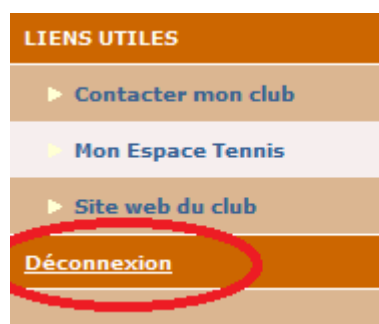 LIENS UTILES
Contacter mon club
Mon Espace Tennis
Site web du club
Déconnexion